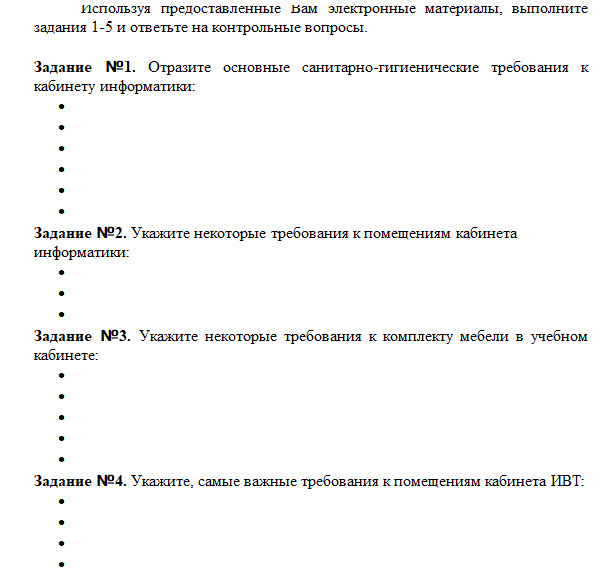 Используя предоставленные Вам электронные материалы, выполните
задания 1-5 и ответьте на контрольные вопросы.
Задание №1. Отразите основные санитарно-гигиенические требования к
кабинету информатики:
•
•
•
•
•
•
Задание №2. Укажите некоторые требования к помещениям кабинета
информатики:
•
•
•
Задание №3. Укажите некоторые требования к комплекту мебели в учебном
кабинете:
•
•
•
•
•
Задание №4. Укажите, самые важные требования к помещениям кабинета ИВТ:
•
•
•
•